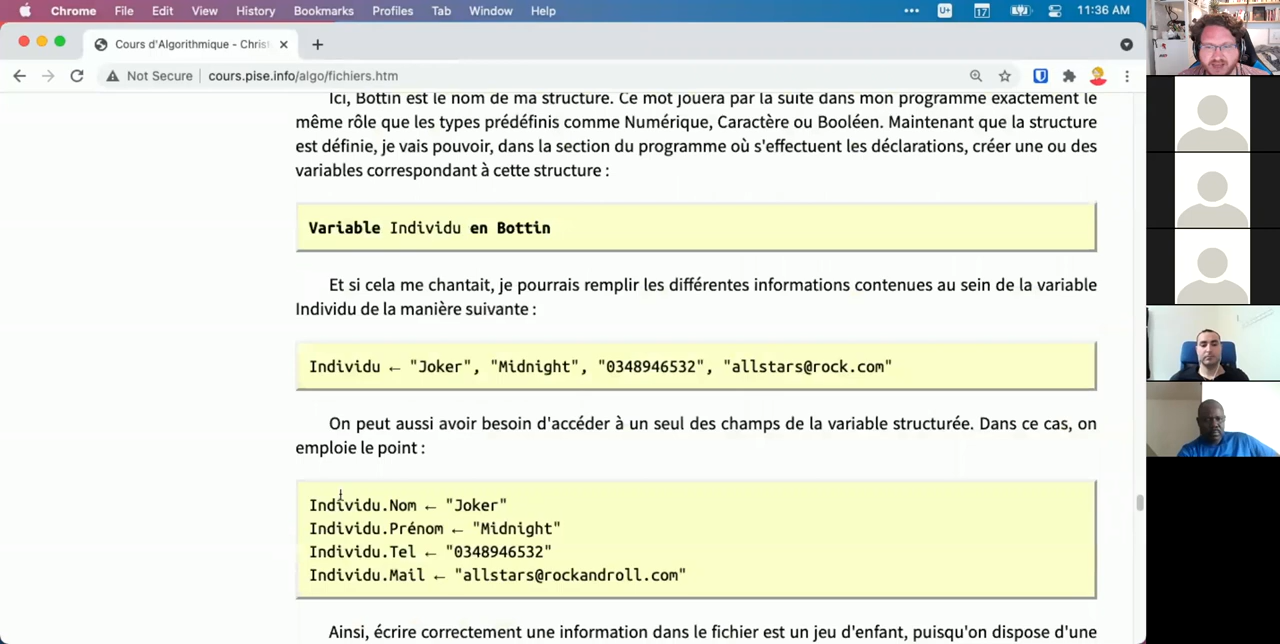 Chrome File Edit View History Bookmarks Profiles Tab Window Help ••• U+ 17 11:36 AM
Cours d'Algorithmique - Christ
Not Secure cours.pise.info/algo/fichiers.htm
Ici, Bottin est le nom de ma structure. Ce mot jouera par la suite dans mon programme exactement le
même rôle que les types prédéfinis comme Numérique, Caractère ou Booléen. Maintenant que la structure
est définie, je vais pouvoir, dans la section du programme où s'effectuent les déclarations, créer une ou des
variables correspondant à cette structure :
Variable Individu en Bottin
Et si cela me chantait, je pourrais remplir les différentes informations contenues au sein de la variable
Individu de la manière suivante :
Individu ← "Joker", "Midnight", "0348946532", "allstars@rock.com"
On peut aussi avoir besoin d'accéder à un seul des champs de la variable structurée. Dans ce cas, on
emploie le point :
Individu.Nom ← "Joker"
Individu.Prénom ← "Midnight"
Individu.Tel ← "0348946532"
Individu.Mail ← "allstars@rockandroll.com"
Ainsi, écrire correctement une information dans le fichier est un jeu d'enfant, puisqu'on dispose d'une